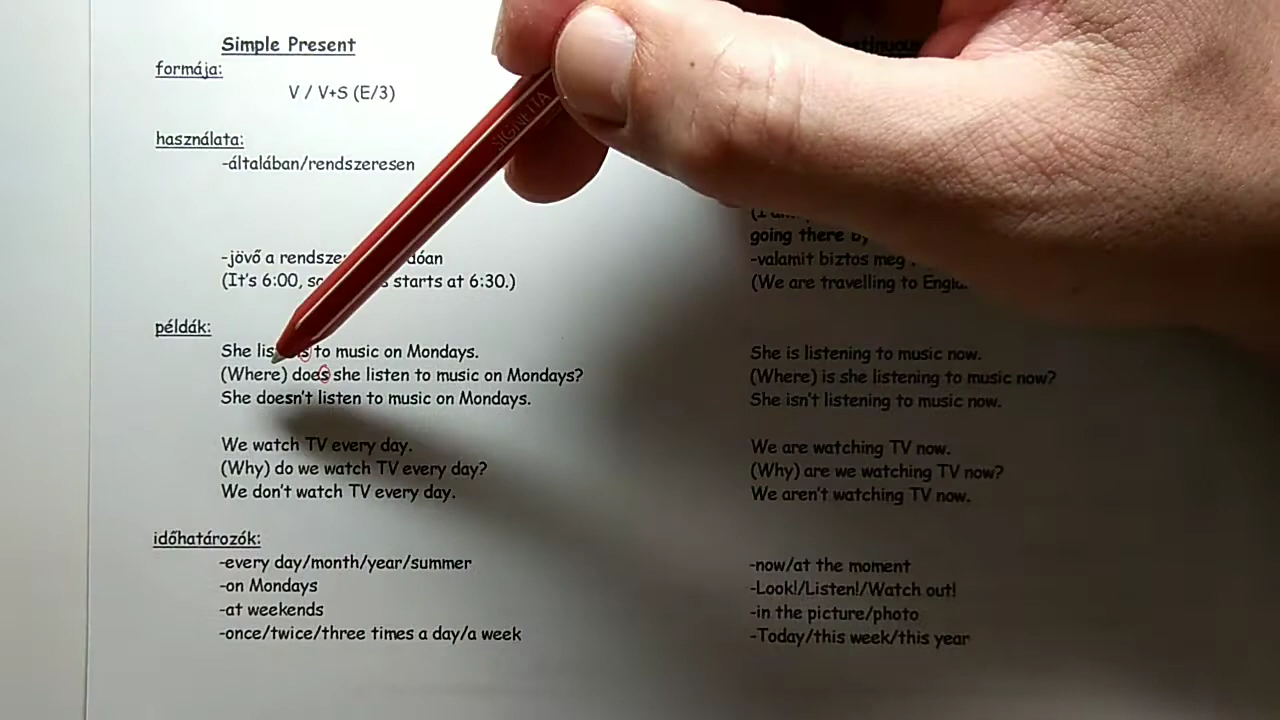 Simple Present
formája:
V / V+S (E/3)
használata:
-általában/rendszeresen
-jövő a
(It's 6:00, starts at 6:30.)
példák:
She to music on Mondays.
(Where) does she listen to music on Mondays?
She doesn't listen to music on Mondays.
We watch TV every day.
(Why) do we watch TV every day?
We don't watch TV every day.
időhatározók:
-every day/month/year/summer
-on Mondays
-at weekends
-once/twice/three times a day/a week
going there by
-valamit biztos meg
(We are travelling to
She is listening to music now.
(Where) is she listening to music now?
She isn't listening to music now.
We are watching TV now.
(Why) are we watching TV now?
We aren't watching TV now.
-now/at the moment
-Look!/Listen!/Watch out!
-in the picture/photo
-Today/this week/this year
SIGNETTA